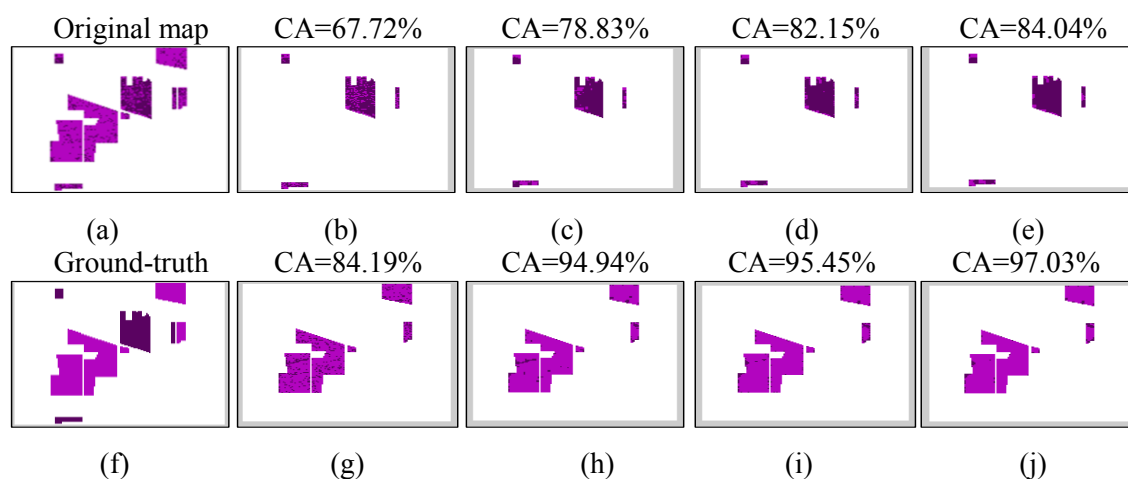 Original map CA=67.72% CA=78.83% CA=82.15% CA=84.04%
(a) (b) (c) (d) (e)
Ground-truth CA=84.19% CA=94.94% CA=95.45% CA=97.03%
(f) (g) (h) (i) (j)